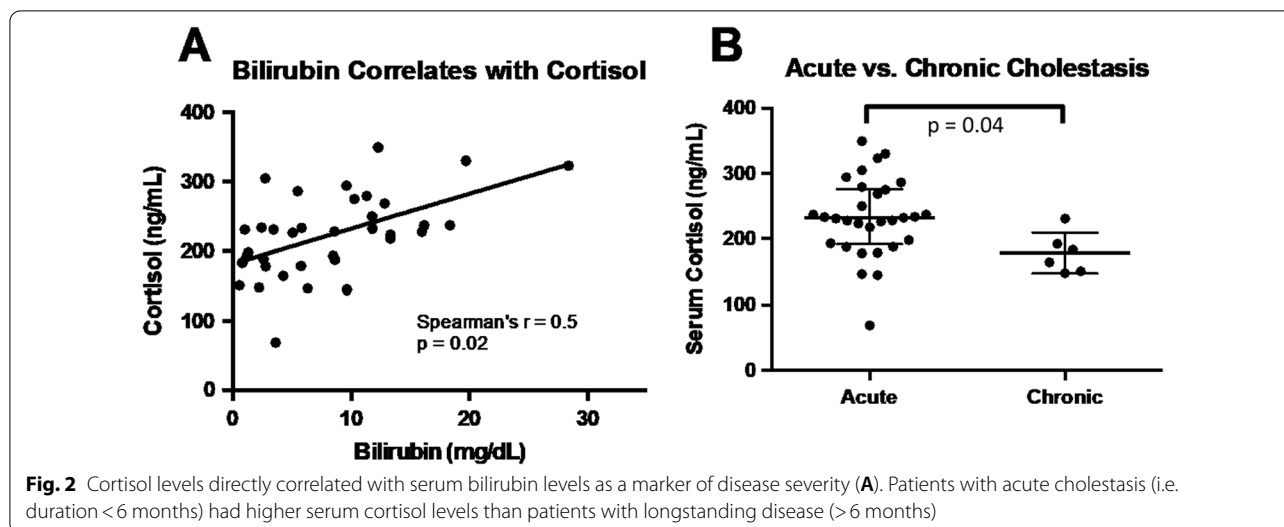 A
Bilirubin Correlates with Cortisol
400
300
200
100
0
Cortisol (ng/mL)
Spearman's r = 0.5
p = 0.02
0 10 20 30
Bilirubin (mg/dL)
B
Acute vs. Chronic Cholestasis
400
300
200
100
0
Serum Cortisol (ng/mL)
p = 0.04
Acute Chronic
Fig. 2 Cortisol levels directly correlated with serum bilirubin levels as a marker of disease severity (A). Patients with acute cholestasis (i.e.
duration < 6 months) had higher serum cortisol levels than patients with longstanding disease (> 6 months)